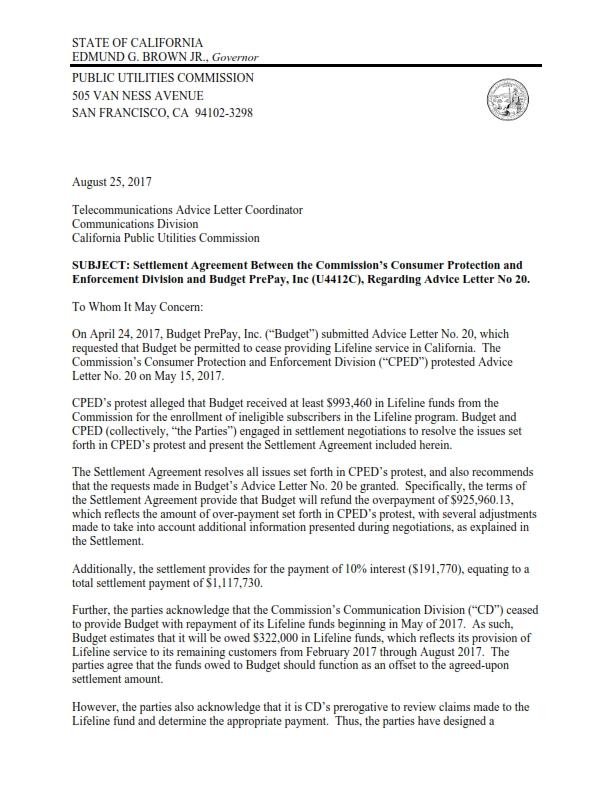 STATE OF CALIFORNIA
EDMUND G. BROWN JR., Governor
PUBLIC UTILITIES COMMISSION
505 VAN NESS AVENUE
SAN FRANCISCO, CA 94102-3298
August 25, 2017
Telecommunications Advice Letter Coordinator
Communications Division
California Public Utilities Commission
SUBJECT: Settlement Agreement Between the Commission's Consumer Protection and
Enforcement Division and Budget PrePay, Inc (U4412C), Regarding Advice Letter No 20.
To Whom It May Concern:
On April 24, 2017, Budget PrePay, Inc. ("Budget") submitted Advice Letter No. 20, which
requested that Budget be permitted to cease providing Lifeline service in California. The
Commission's Consumer Protection and Enforcement Division ("CPED") protested Advice
Letter No. 20 on May 15, 2017.
CPED's protest alleged that Budget received at least $993,460 in Lifeline funds from the
Commission for the enrollment of ineligible subscribers in the Lifeline program. Budget and
CPED (collectively, "the Parties") engaged in settlement negotiations to resolve the issues set
forth in CPED's protest and present the Settlement Agreement included herein.
The Settlement Agreement resolves all issues set forth in CPED's protest, and also recommends
that the requests made in Budget's Advice Letter No. 20 be granted. Specifically, the terms of
the Settlement Agreement provide that Budget will refund the overpayment of $925,960.13,
which reflects the amount of over-payment set forth in CPED's protest, with several adjustments
made to take into account additional information presented during negotiations, as explained in
the Settlement.
Additionally, the settlement provides for the payment of 10% interest ($191,770), equating to a
total settlement payment of $1,117,730.
Further, the parties acknowledge that the Commission's Communication Division ("CD") ceased
to provide Budget with repayment of its Lifeline funds beginning in May of 2017. As such,
Budget estimates that it will be owed $322,000 in Lifeline funds, which reflects its provision of
Lifeline service to its remaining customers from February 2017 through August 2017. The
parties agree that the funds owed to Budget should function as an offset to the agreed-upon
settlement amount.
However, the parties also acknowledge that it is CD's prerogative to review claims made to the
Lifeline fund and determine the appropriate payment. Thus, the parties have designed a